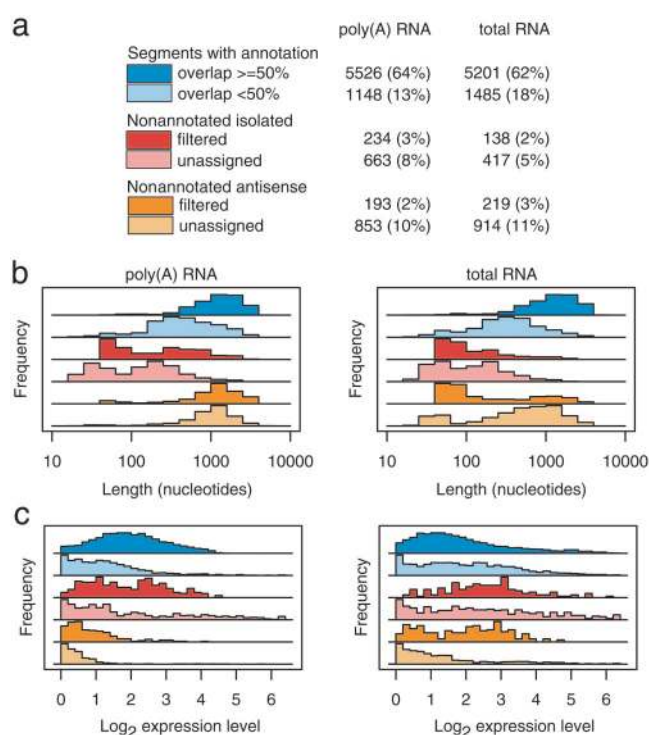 a
poly(A) RNA total RNA
Segments with annotation
overlap >=50% 5526 (64%) 5201 (62%)
overlap <50% 1148 (13%) 1485 (18%)
Nonannotated isolated
filtered 234 (3%) 138 (2%)
unassigned 663 (8%) 417 (5%)
Nonannotated antisense
filtered 193 (2%) 219 (3%)
unassigned 853 (10%) 914 (11%)
b
poly(A) RNA total RNA
Frequency Frequency
10 100 1000 10000 10 100 1000 10000
Length (nucleotides) Length (nucleotides)
c
Frequency Frequency
0 1 2 3 4 5 6 0 1 2 3 4 5 6
Log2 expression level Log2 expression level